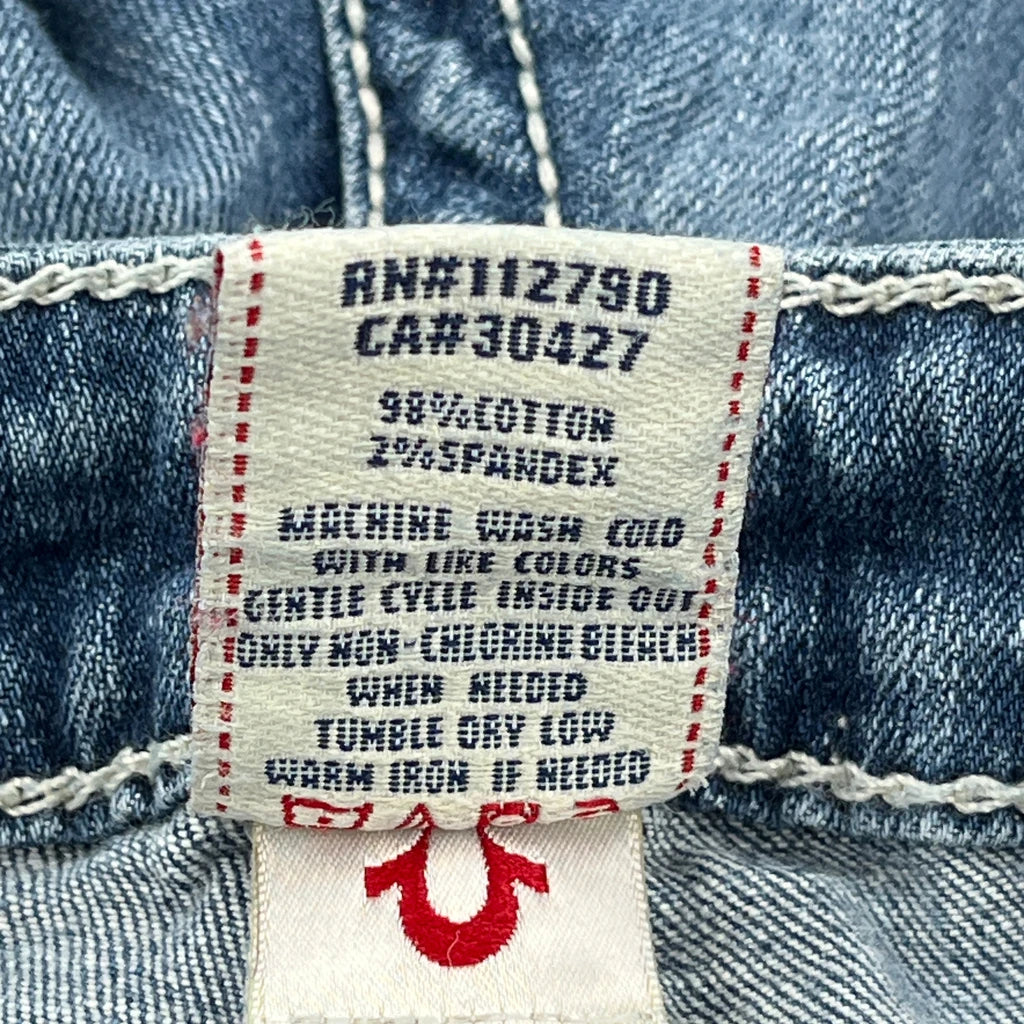 RN#112790
CA#30427
98%COTTON
2%SPANDEX
MACHINE WASH COLD
WITH LIKE COLORS
GENTLE CYCLE INSIDE OUT
ONLY NON-CHLORINE BLEACH
WHEN NEEDED
TUMBLE DRY LOW
WARM IRON IF NEEDED